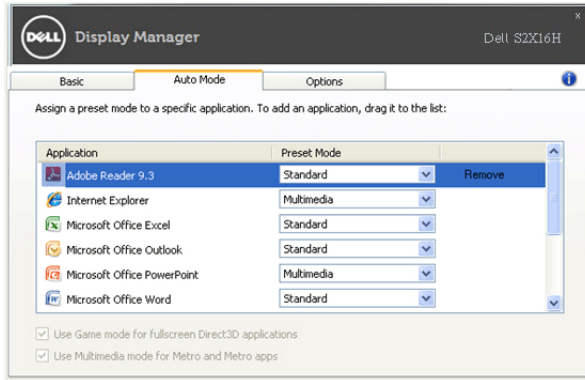 x
DELL Display Manager Dell S2X16H
Basic Auto Mode Options i
Assign a preset mode to a specific application. To add an application, drag it to the list:
Application Preset Mode
Adobe Reader 9.3 Standard Remove
Internet Explorer Multimedia
Microsoft Office Excel Standard
Microsoft Office Outlook Standard
Microsoft Office PowerPoint Multimedia
Microsoft Office Word Standard
Use Game mode for fullscreen Direct3D applications
Use Multimedia mode for Metro and Metro apps